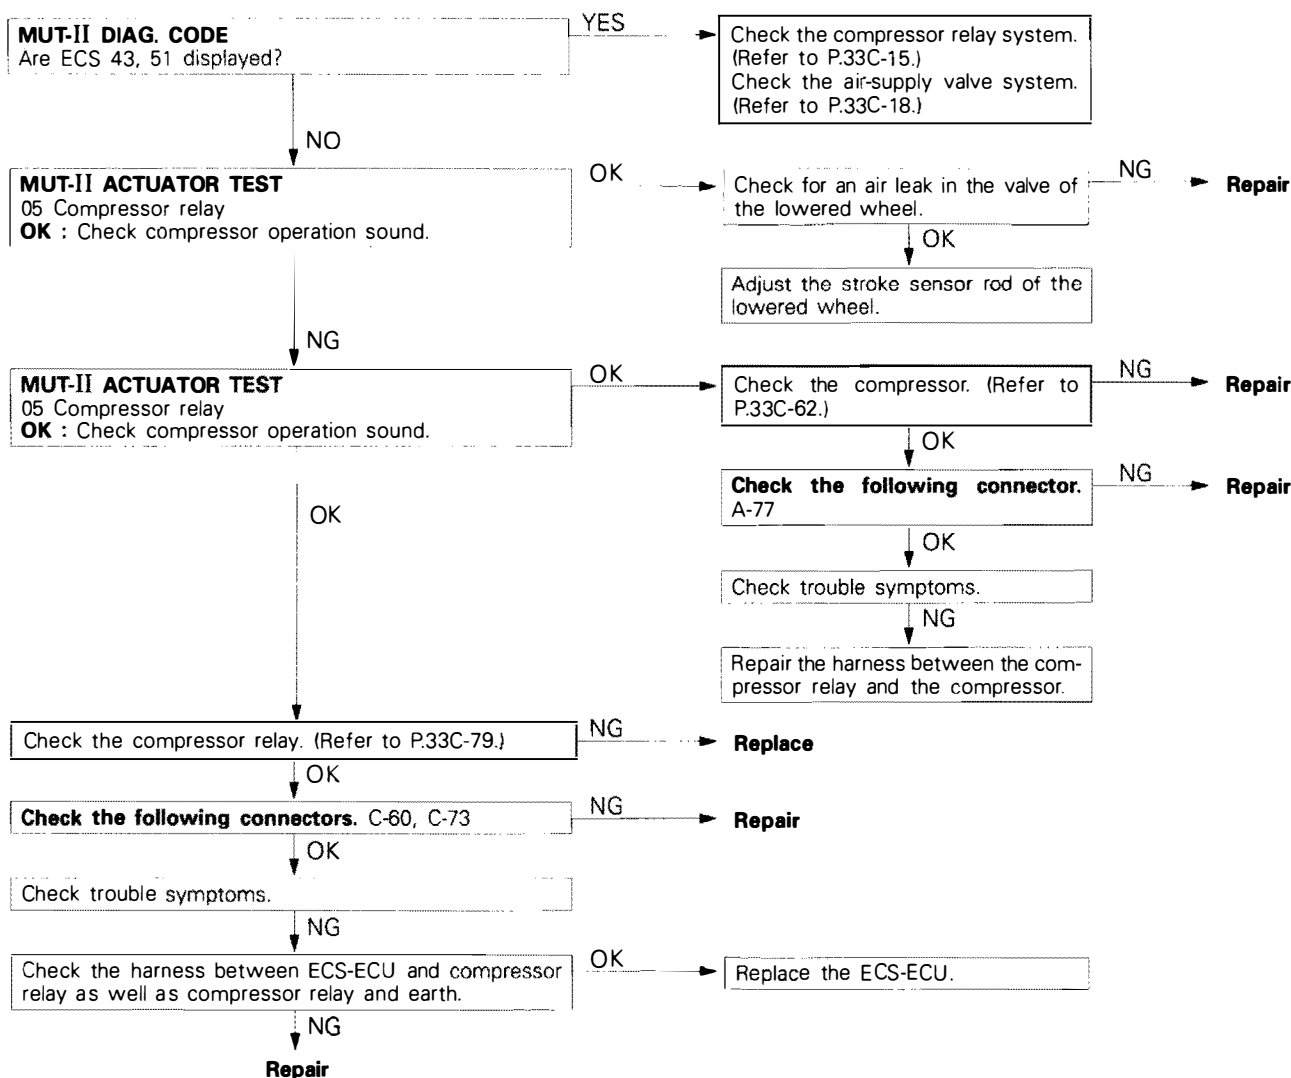 MUT-II DIAG. CODE
Are ECS 43, 51 displayed?
YES
Check the compressor relay system.
(Refer to P.33C-15.)
Check the air-supply valve system.
(Refer to P.33C-18.)
NO
MUT-II ACTUATOR TEST
05 Compressor relay
OK : Check compressor operation sound.
OK
Check for an air leak in the valve of
the lowered wheel.
NG
Repair
OK
Adjust the stroke sensor rod of the
lowered wheel.
NG
MUT-II ACTUATOR TEST
05 Compressor relay
OK : Check compressor operation sound.
OK
Check the compressor. (Refer to
P.33C-62.)
NG
Repair
OK
Check the following connector.
A-77
NG
Repair
OK
Check trouble symptoms.
NG
Repair the harness between the com-
pressor relay and the compressor.
OK
Check the compressor relay. (Refer to P.33C-79.)
NG
Replace
OK
Check the following connectors. C-60, C-73
NG
Repair
OK
Check trouble symptoms.
NG
Check the harness between ECS-ECU and compressor
relay as well as compressor relay and earth.
OK
Replace the ECS-ECU.
NG
Repair